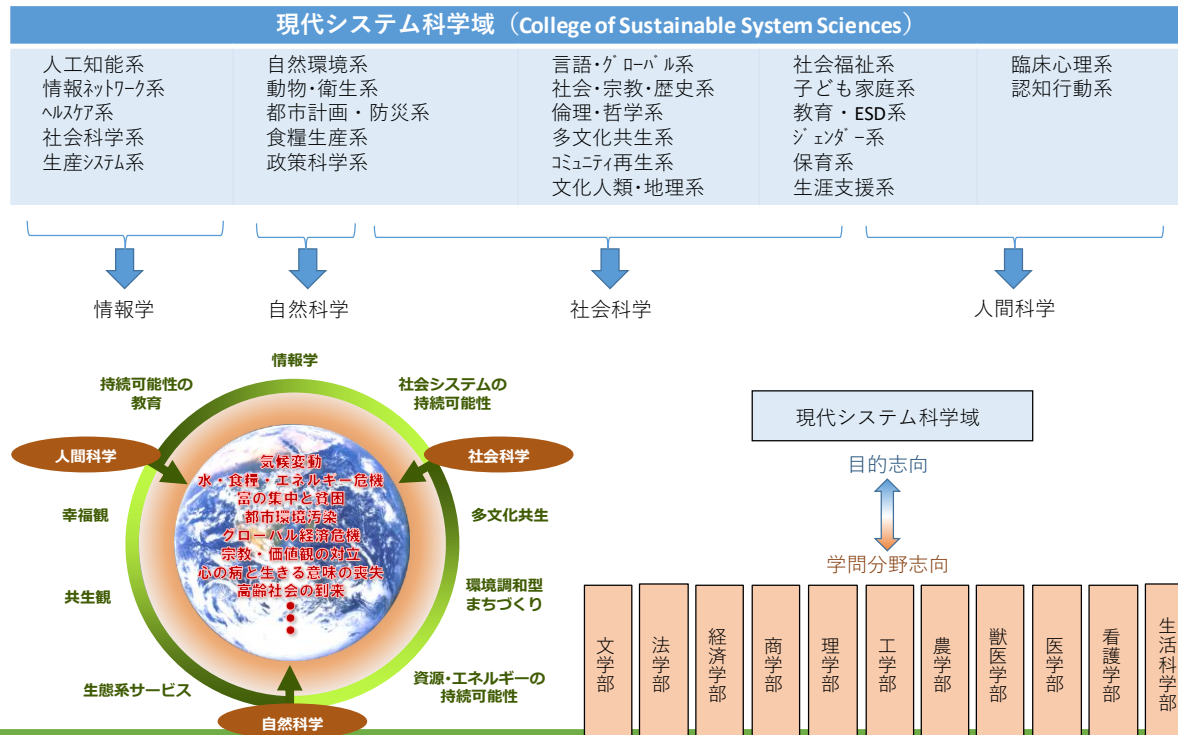 現代システム科学域（College of Sustainable System Sciences）
人工知能系
情報ﾈｯﾄﾜｰｸ系
ﾍﾙｽｹｱ系
社会科学系
生産ｼｽﾃﾑ系
自然環境系
動物・衛生系
都市計画・防災系
食糧生産系
政策科学系
言語・ｸﾞﾛｰﾊﾞﾙ系
社会・宗教・歴史系
倫理・哲学系
多文化共生系
ｺﾐｭﾆﾃｨ再生系
文化人類・地理系
社会福祉系
子ども家庭系
教育・ESD系
ｼﾞｪﾝﾀﾞｰ系
保育系
生涯支援系
臨床心理系
認知行動系
情報学
自然科学
社会科学
人間科学
情報学
持続可能性の
教育
社会システムの
持続可能性
人間科学
社会科学
気候変動
水・食糧・エネルギー危機
富の集中と貧困
都市環境汚染
グローバル経済危機
宗教・価値観の対立
心の病と生きる意味の喪失
高齢社会の到来
幸福観
多文化共生
共生観
環境調和型
まちづくり
生態系サービス
資源・エネルギーの
持続可能性
自然科学
現代システム科学域
目的志向
学問分野志向
文学部
法学部
経済学部
商学部
理学部
工学部
農学部
獣医学部
医学部
看護学部
生活科学部